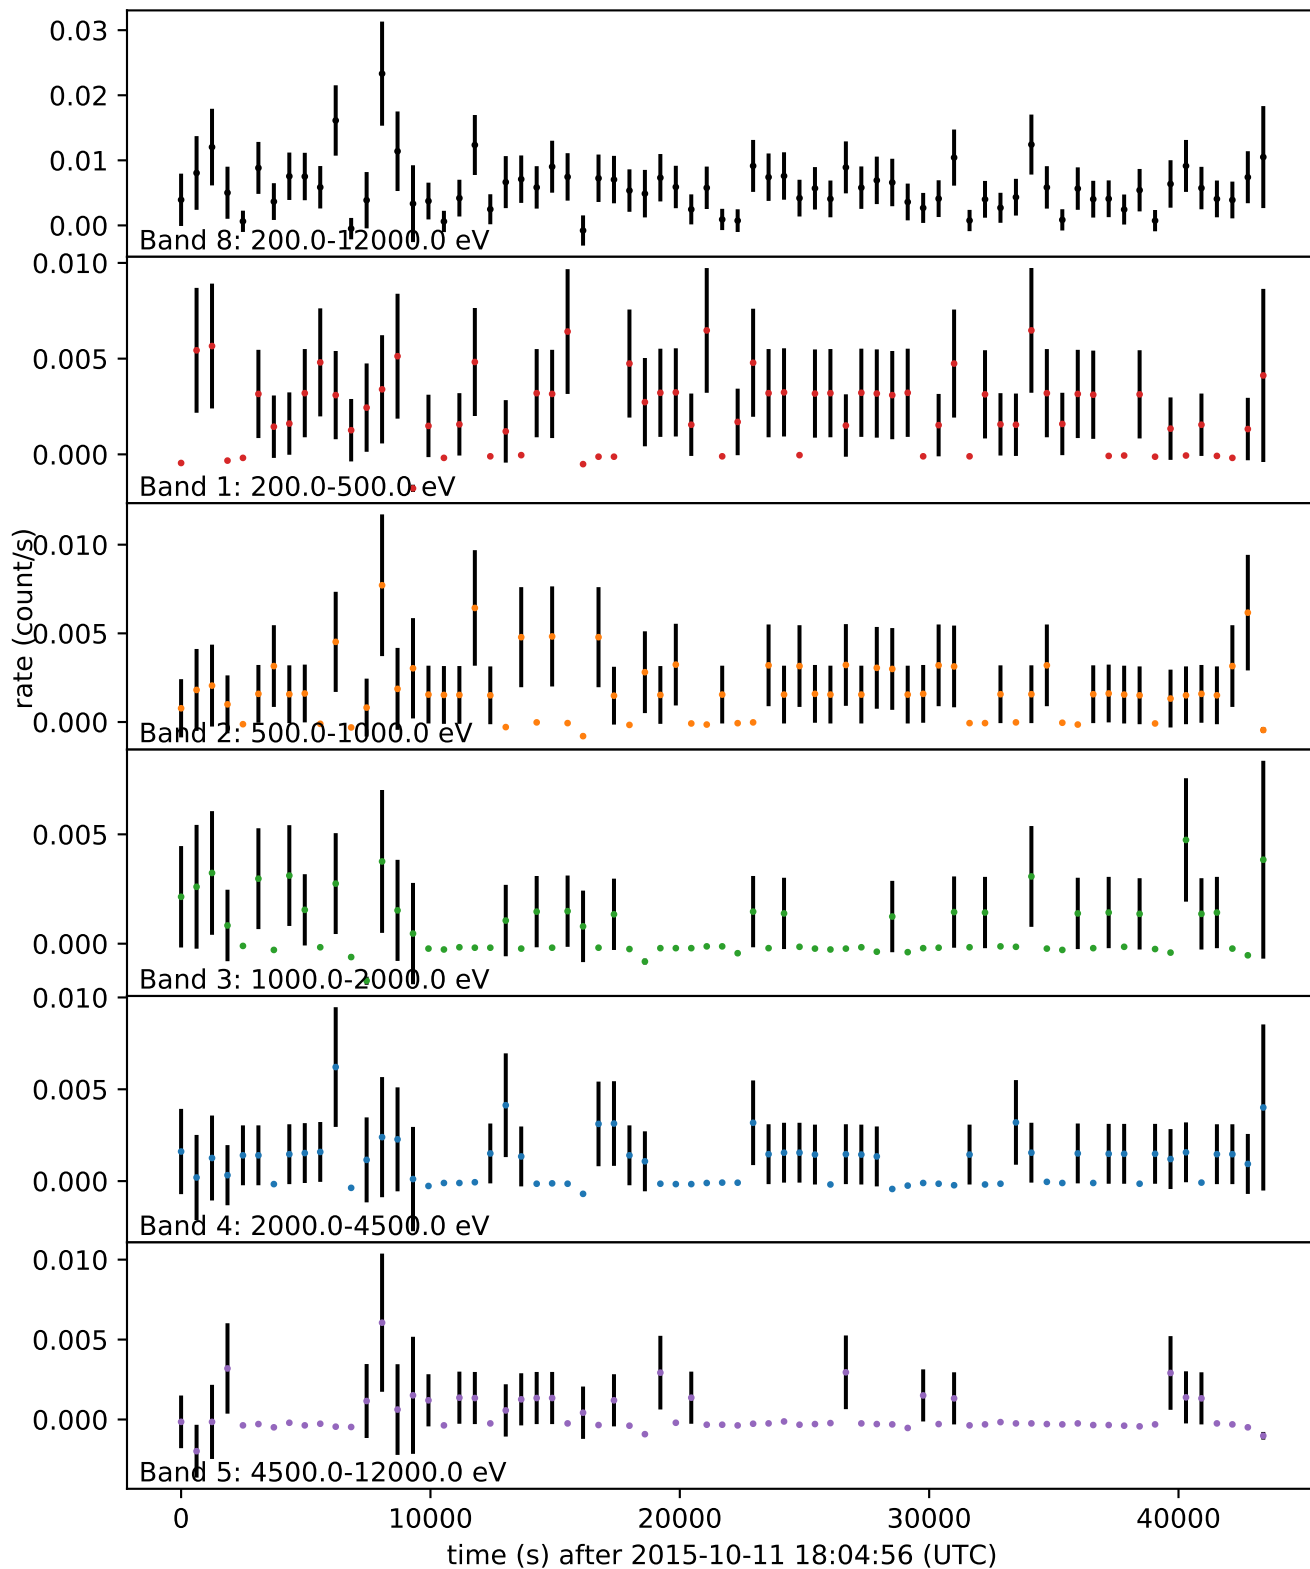 0.03
0.02
0.01
0.00
Band 8: 200.0-12000.0 eV
0.010
0.005
0.000
Band 1: 200.0-500.0 eV
rate (count/s)
0.010
0.005
0.000
Band 2: 500.0-1000.0 eV
0.005
0.000
Band 3: 1000.0-2000.0 eV
0.010
0.005
0.000
Band 4: 2000.0-4500.0 eV
0.010
0.005
0.000
Band 5: 4500.0-12000.0 eV
0 10000 20000 30000 40000
time (s) after 2015-10-11 18:04:56 (UTC)